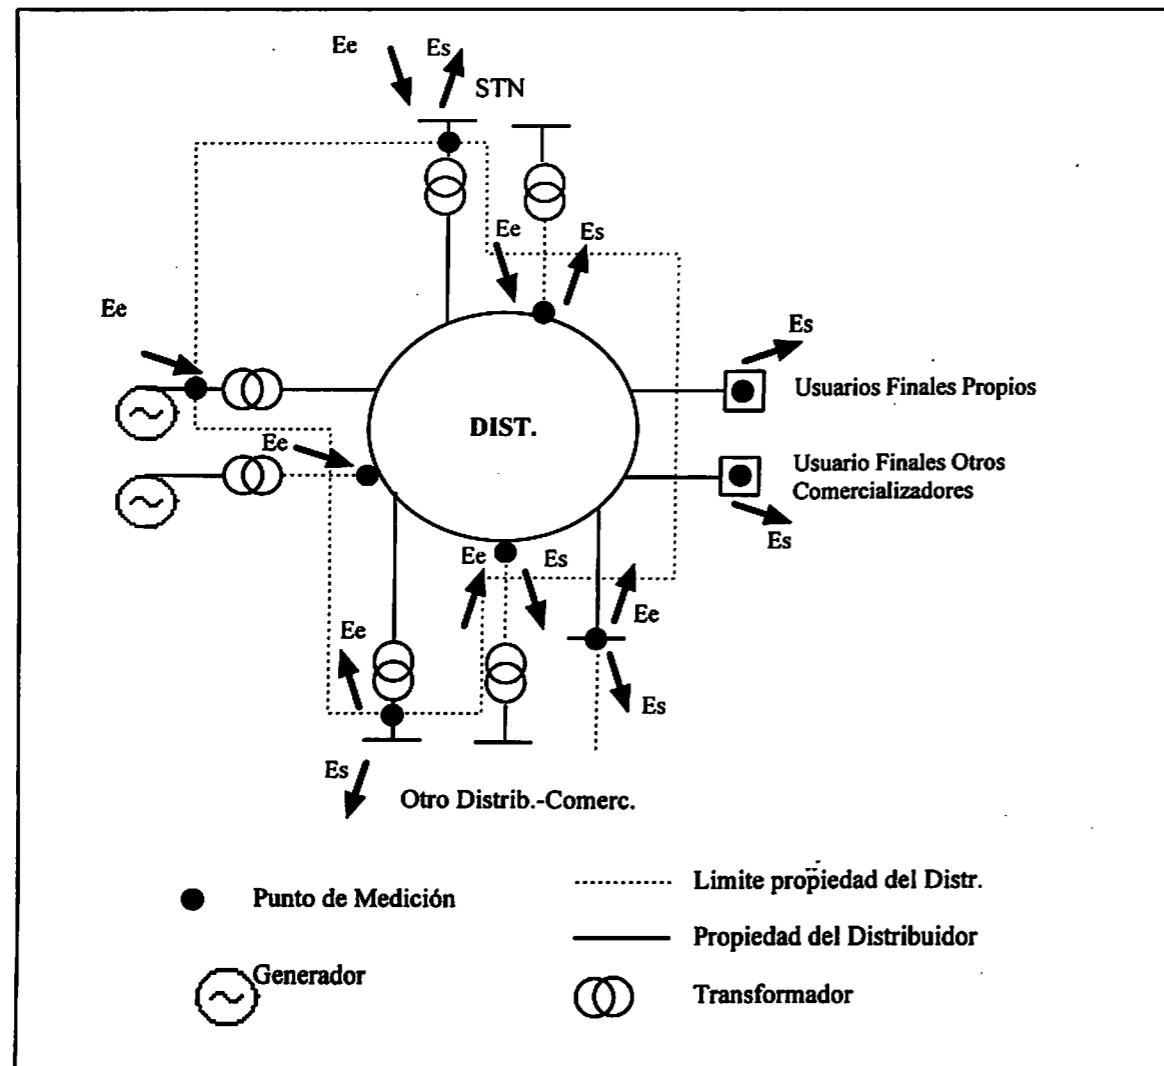 Ee
Es
STN
Ee
Es
Ee
Es
Usuarios Finales Propios
DIST.
Ee
Usuario Finales Otros
Comercializadores
Es
Ee
Es
Ee
Ee
Es
Es
Otro Distrib.-Comerc.
Punto de Medición
Limite propiedad del Distr.
Propiedad del Distribuidor
Generador
Transformador